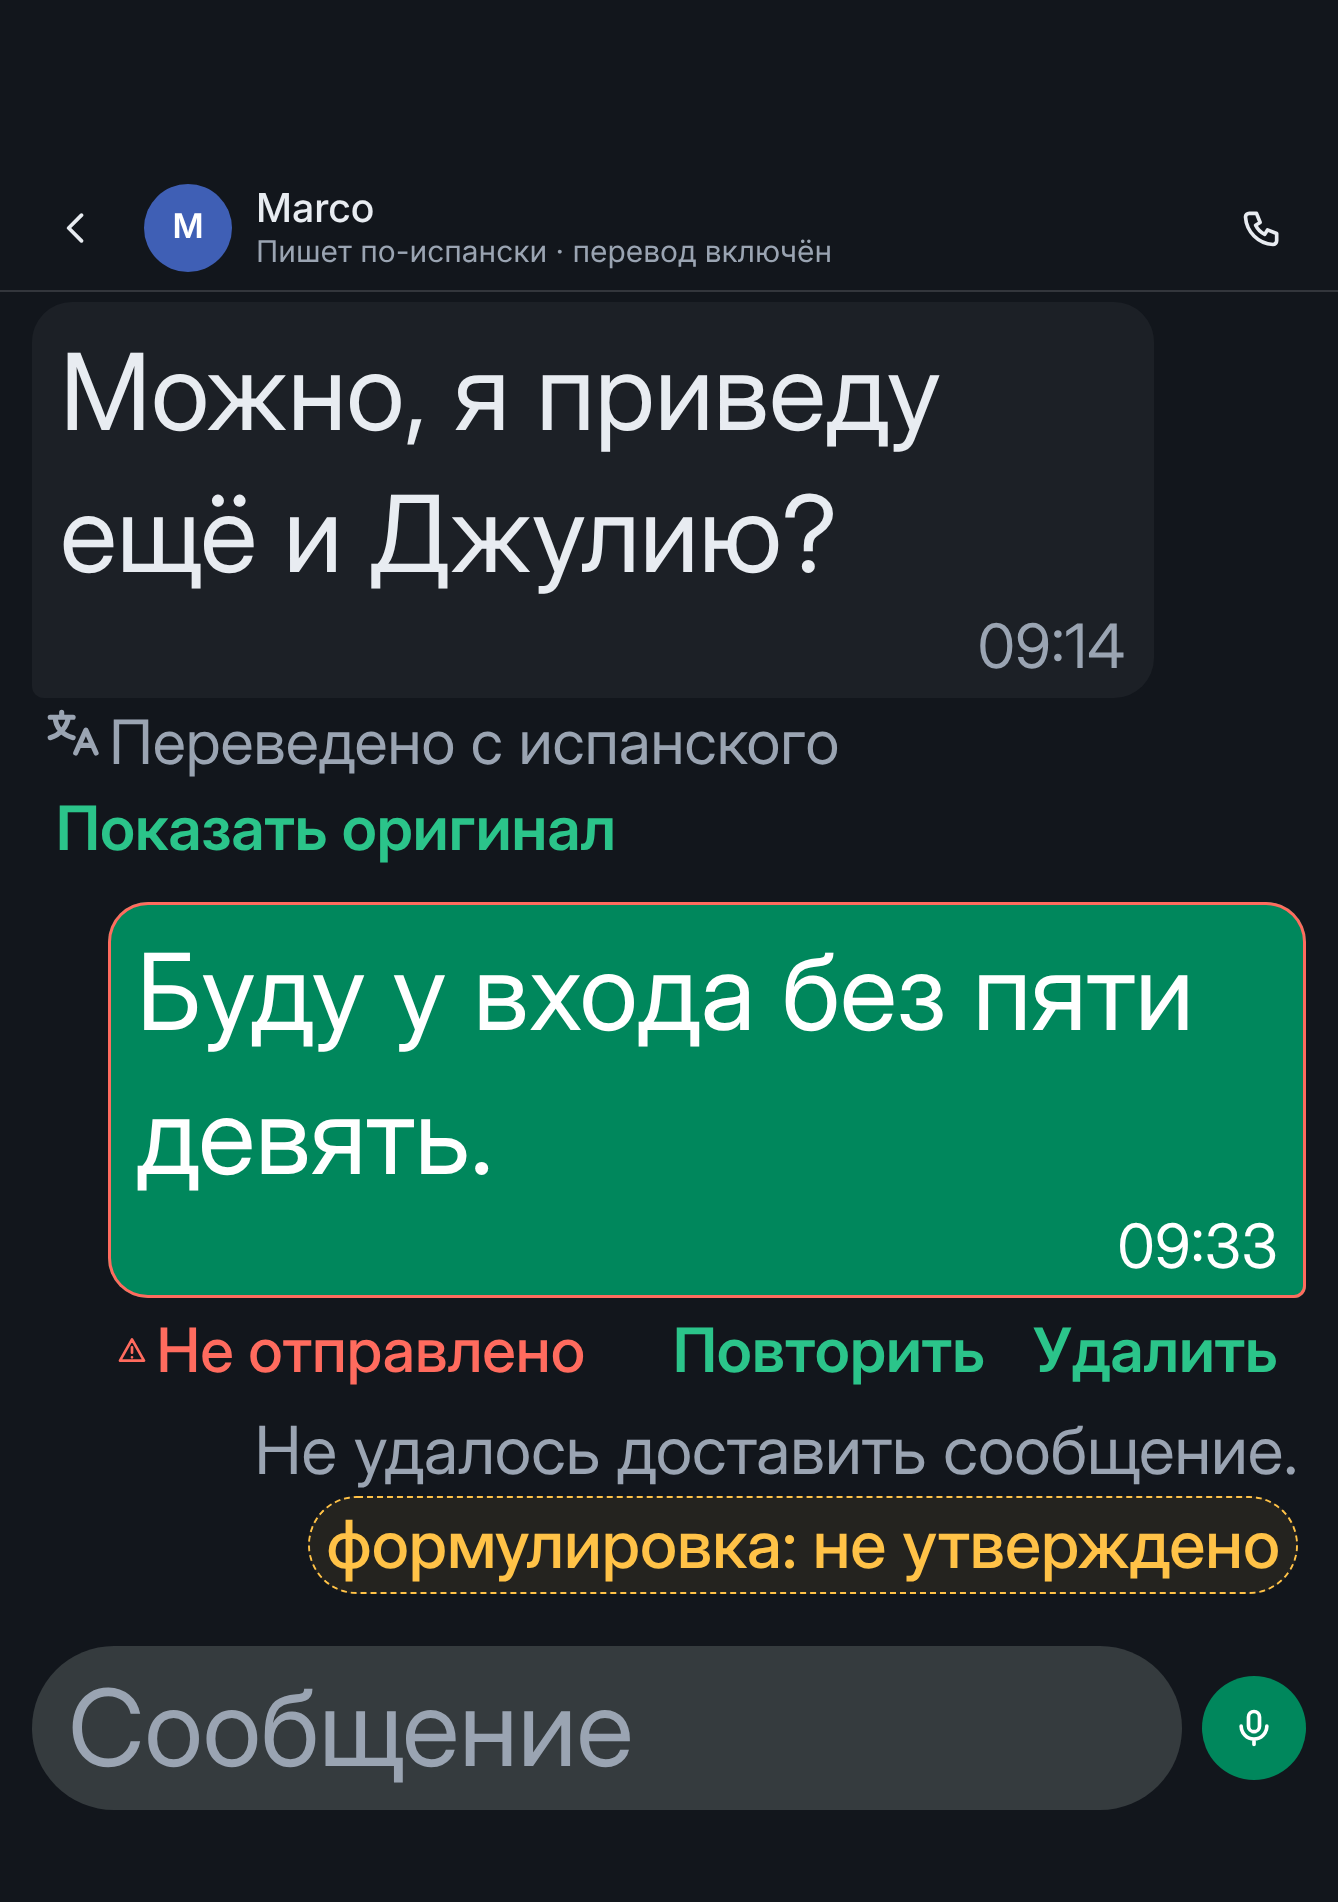 M
Marco
Пишет по-испански · перевод включён
Можно, я приведу
ещё и Джулию?
09:14
Переведено с испанского
Показать оригинал
Буду у входа без пяти
девять.
09:33
Не отправлено Повторить Удалить
Не удалось доставить сообщение.
формулировка: не утверждено
Сообщение